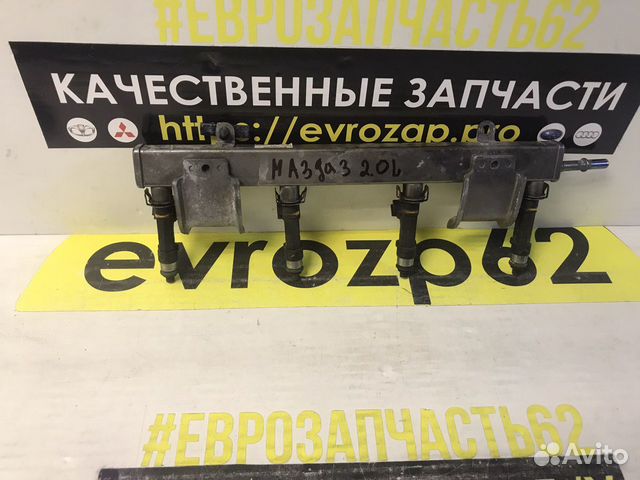 #ЕВРОЗАПЧАСТЬ62
КАЧЕСТВЕННЫЕ ЗАПЧАСТИ
https://evrozap.pro
МАЗда3 2.0L
evrozp62
#ЕВРОЗАПЧАСТЬ62
Avito